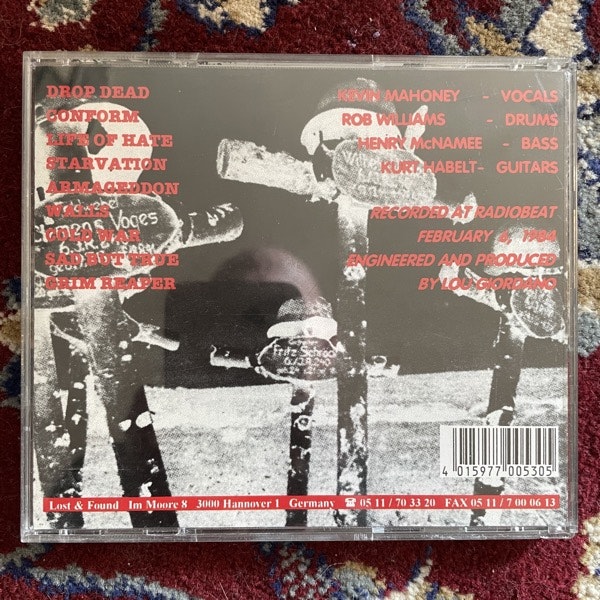 DROP DEAD
CONFORM
LIFE OF HATE
STARVATION
ARMAGEDDON
WALLS
COLD WAR
SAD BUT TRUE
GRIM REAPER
KEVIN MAHONEY - VOCALS
ROB WILLIAMS - DRUMS
HENRY McNAMEE - BASS
KURT HABELT- GUITARS
RECORDED AT RADIOBEAT
FEBRUARY 4, 1984
ENGINEERED AND PRODUCED
BY LOU GIORDANO
Fritz
4 015977 005305
Lost & Found Im Moore 8 3000 Hannover 1 Germany ☎ 05 11 / 70 33 20 FAX 05 11 / 7 00 06 13